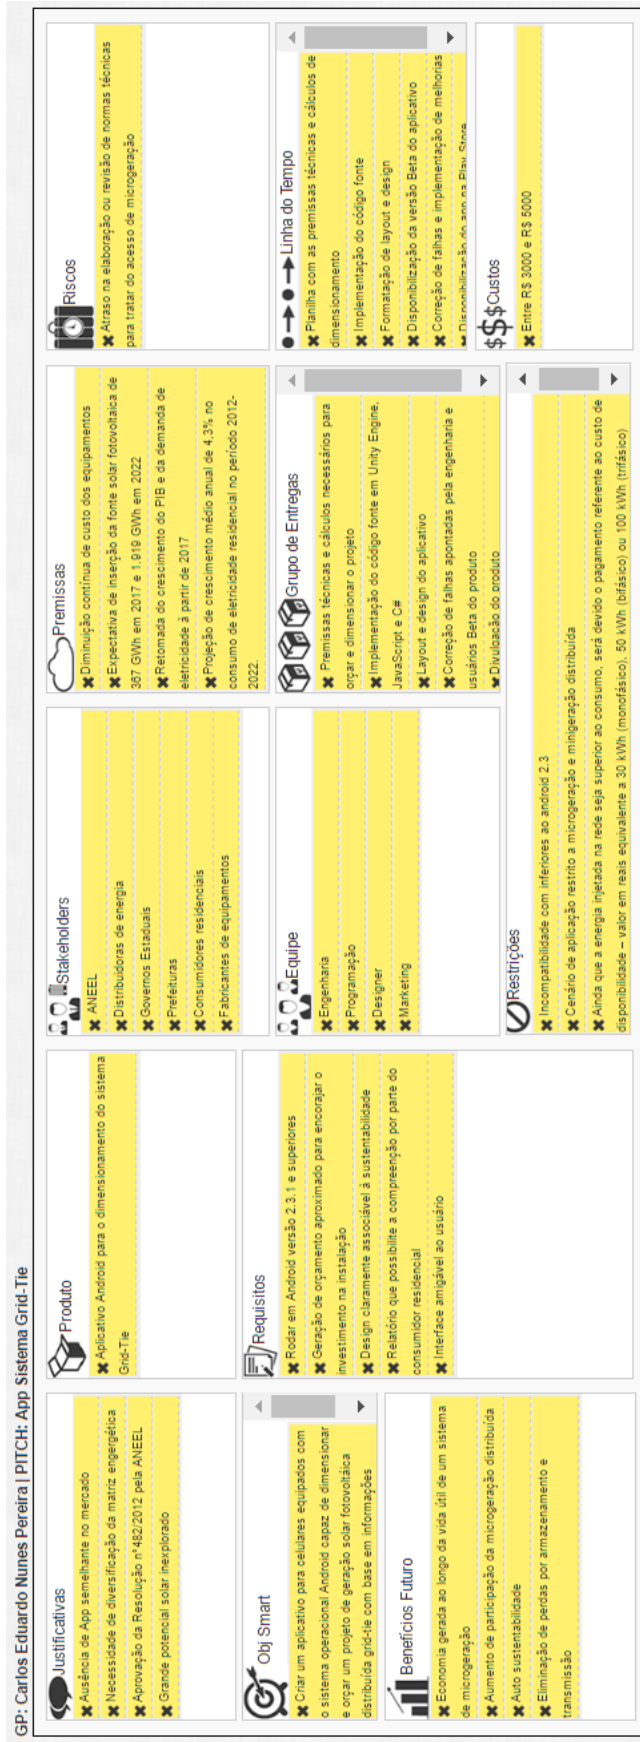 GP: Carlos Eduardo Nunes Pereira | PITCH: App Sistema Grid-Tie
Justificativas
✖ Ausência de App semelhante no mercado
✖ Necessidade de diversificação da matriz engergética
✖ Aprovação da Resolução n°482/2012 pela ANEEL
✖ Grande potencial solar inexplorado
Obj Smart
✖ Criar um aplicativo para celulares equipados com
o sistema operacional Android capaz de dimensionar
e orçar um projeto de geração solar fotovoltáica
distribuída grid-tie com base em informações
Benefícios Futuro
✖ Economia gerada ao longo da vida útil de um sistema
de microgeração
✖ Aumento de participação da microgeração distribuída
✖ Auto sustentabilidade
✖ Eliminação de perdas por armazenamento e
transmissão
Produto
✖ Aplicativo Android para o dimensionamento do sistema
Grid-Tie
Requisitos
✖ Rodar em Android versão 2.3.1 e superiores
✖ Geração de orçamento aproximado para encorajar o
investimento na instalação
✖ Design claramente associável à sustentabilidade
✖ Relatório que possibilite a compreenção por parte do
consumidor residencial
✖ Interface amigável ao usuário
Stakeholders
✖ ANEEL
✖ Distribuidoras de energia
✖ Governos Estaduais
✖ Prefeituras
✖ Consumidores residenciais
✖ Fabricantes de equipamentos
Equipe
✖ Engenharia
✖ Programação
✖ Designer
✖ Marketing
Restrições
✖ Incompatibilidade com inferiores ao android 2.3
✖ Cenário de aplicação restrito a microgeração e minigeração distribuída
✖ Ainda que a energia injetada na rede seja superior ao consumo, será devido o pagamento referente ao custo de
disponibilidade – valor em reais equivalente a 30 kWh (monofásico), 50 kWh (bifásico) ou 100 kWh (trifásico)
Premissas
✖ Diminuição contínua de custo dos equipamentos
✖ Expectativa de inserção da fonte solar fotovoltaica de
367 GWh em 2017 e 1.919 GWh em 2022
✖ Retomada do crescimento do PIB e da demanda de
eletricidade à partir de 2017
✖ Projeção de crescimento médio anual de 4,3% no
consumo de eletricidade residencial no período 2012-
2022.
Grupo de Entregas
✖ Premissas técnicas e cálculos necessários para
orçar e dimensionar o projeto
✖ Implementação do código fonte em Unity Engine,
JavaScript e C#
✖ Layout e design do aplicativo
✖ Correção de falhas apontadas pela engenharia e
usuários Beta do produto
✖ Divulgação do produto
Riscos
✖ Atraso na elaboração ou revisão de normas técnicas
para tratar do acesso de microgeração
Linha do Tempo
✖ Planilha com as premissas técnicas e cálculos de
dimensionamento
✖ Implementação do código fonte
✖ Formatação de layout e design
✖ Disponibilização da versão Beta do aplicativo
✖ Correção de falhas e implementação de melhorias
✖ Disponibilização do app na Play Store
$$$ Custos
✖ Entre R$ 3000 e R$ 5000